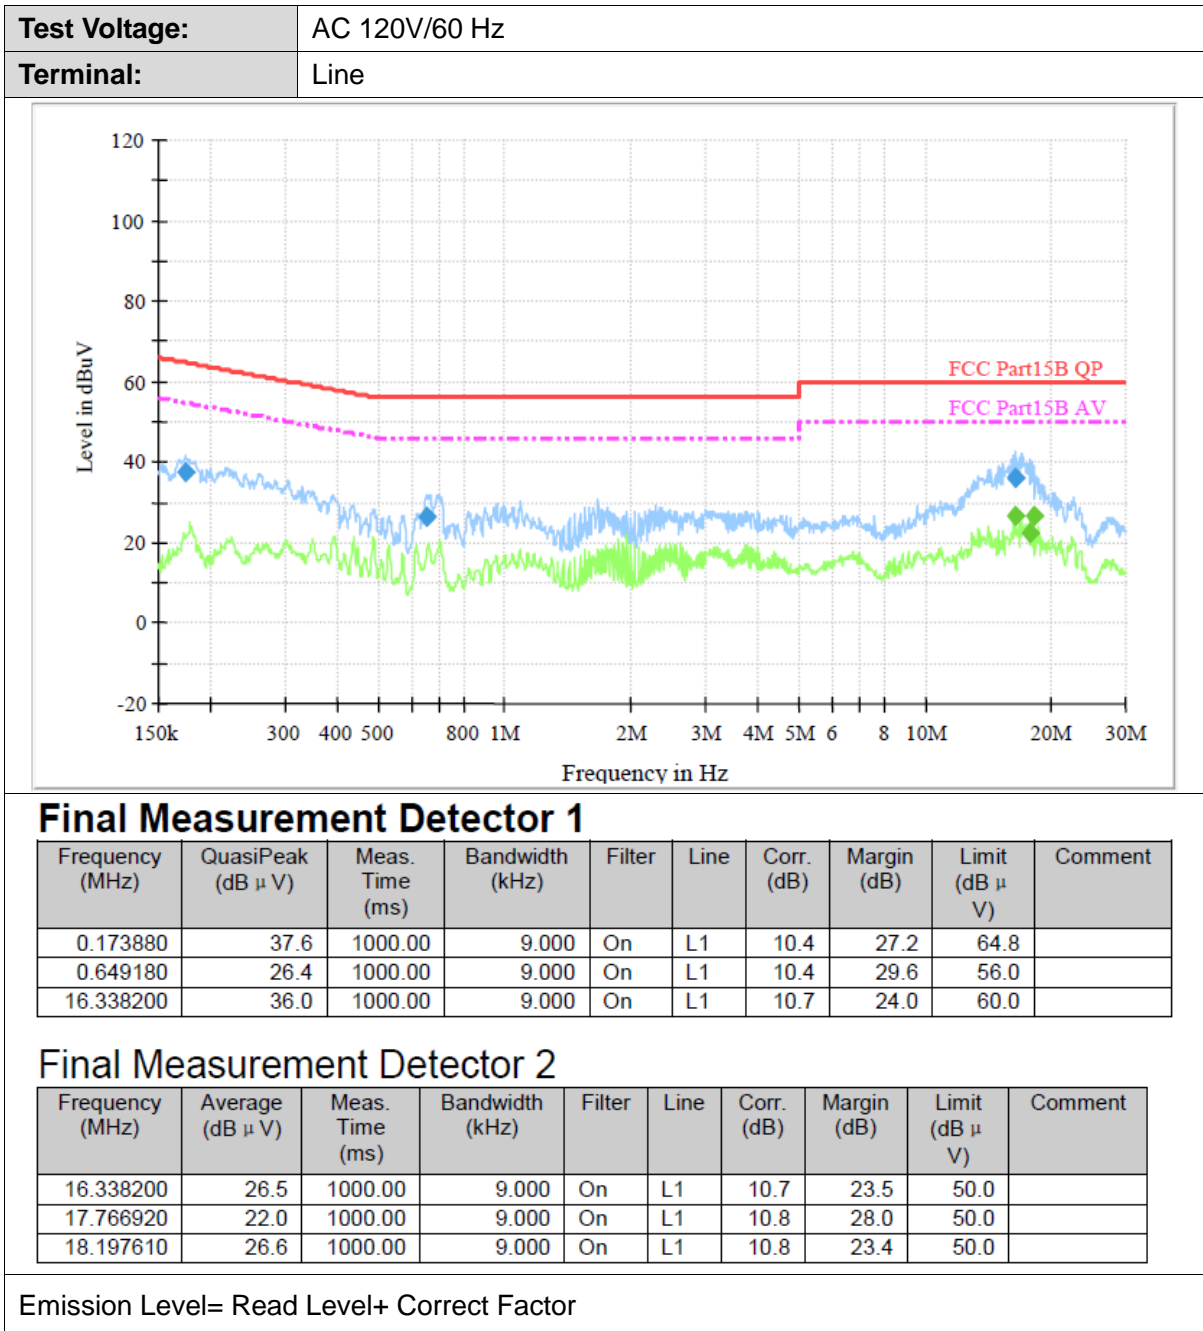 Test Voltage: AC 120V/60 Hz
Terminal: Line
120
100
80
60
40
20
0
-20
Level in dBuV
FCC Part15B QP
FCC Part15B AV
150k 300 400 500 800 1M 2M 3M 4M 5M 6 8 10M 20M 30M
Frequency in Hz
Final Measurement Detector 1
Frequency QuasiPeak Meas. Bandwidth Filter Line Corr. Margin Limit Comment
(MHz) (dB μ V) Time (kHz) (dB) (dB) (dB μ
(ms) V)
0.173880 37.6 1000.00 9.000 On L1 10.4 27.2 64.8
0.649180 26.4 1000.00 9.000 On L1 10.4 29.6 56.0
16.338200 36.0 1000.00 9.000 On L1 10.7 24.0 60.0
Final Measurement Detector 2
Frequency Average Meas. Bandwidth Filter Line Corr. Margin Limit Comment
(MHz) (dB μ V) Time (kHz) (dB) (dB) (dB μ
(ms) V)
16.338200 26.5 1000.00 9.000 On L1 10.7 23.5 50.0
17.766920 22.0 1000.00 9.000 On L1 10.8 28.0 50.0
18.197610 26.6 1000.00 9.000 On L1 10.8 23.4 50.0
Emission Level= Read Level+ Correct Factor